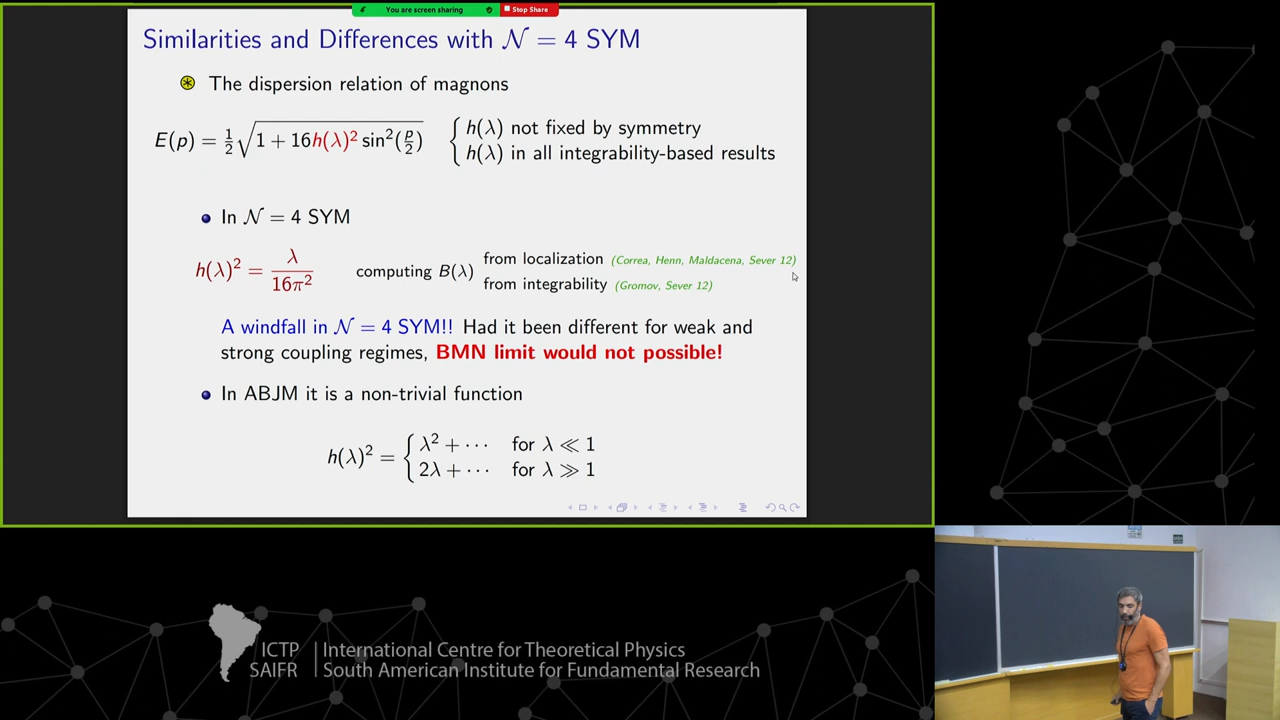 You are screen sharing Stop Share
Similarities and Differences with 𝒩 = 4 SYM
The dispersion relation of magnons
E(p) = ½√(1 + 16h(λ)² sin²(p/2)) { h(λ) not fixed by symmetry
h(λ) in all integrability-based results
In 𝒩 = 4 SYM
h(λ)² = λ/16π² computing B(λ) from localization (Correa, Henn, Maldacena, Sever 12)
from integrability (Gromov, Sever 12)
A windfall in 𝒩 = 4 SYM!! Had it been different for weak and
strong coupling regimes, BMN limit would not possible!
In ABJM it is a non-trivial function
h(λ)² = { λ² + ··· for λ ≪ 1
2λ + ··· for λ ≫ 1
ICTP International Centre for Theoretical Physics
SAIFR South American Institute for Fundamental Research